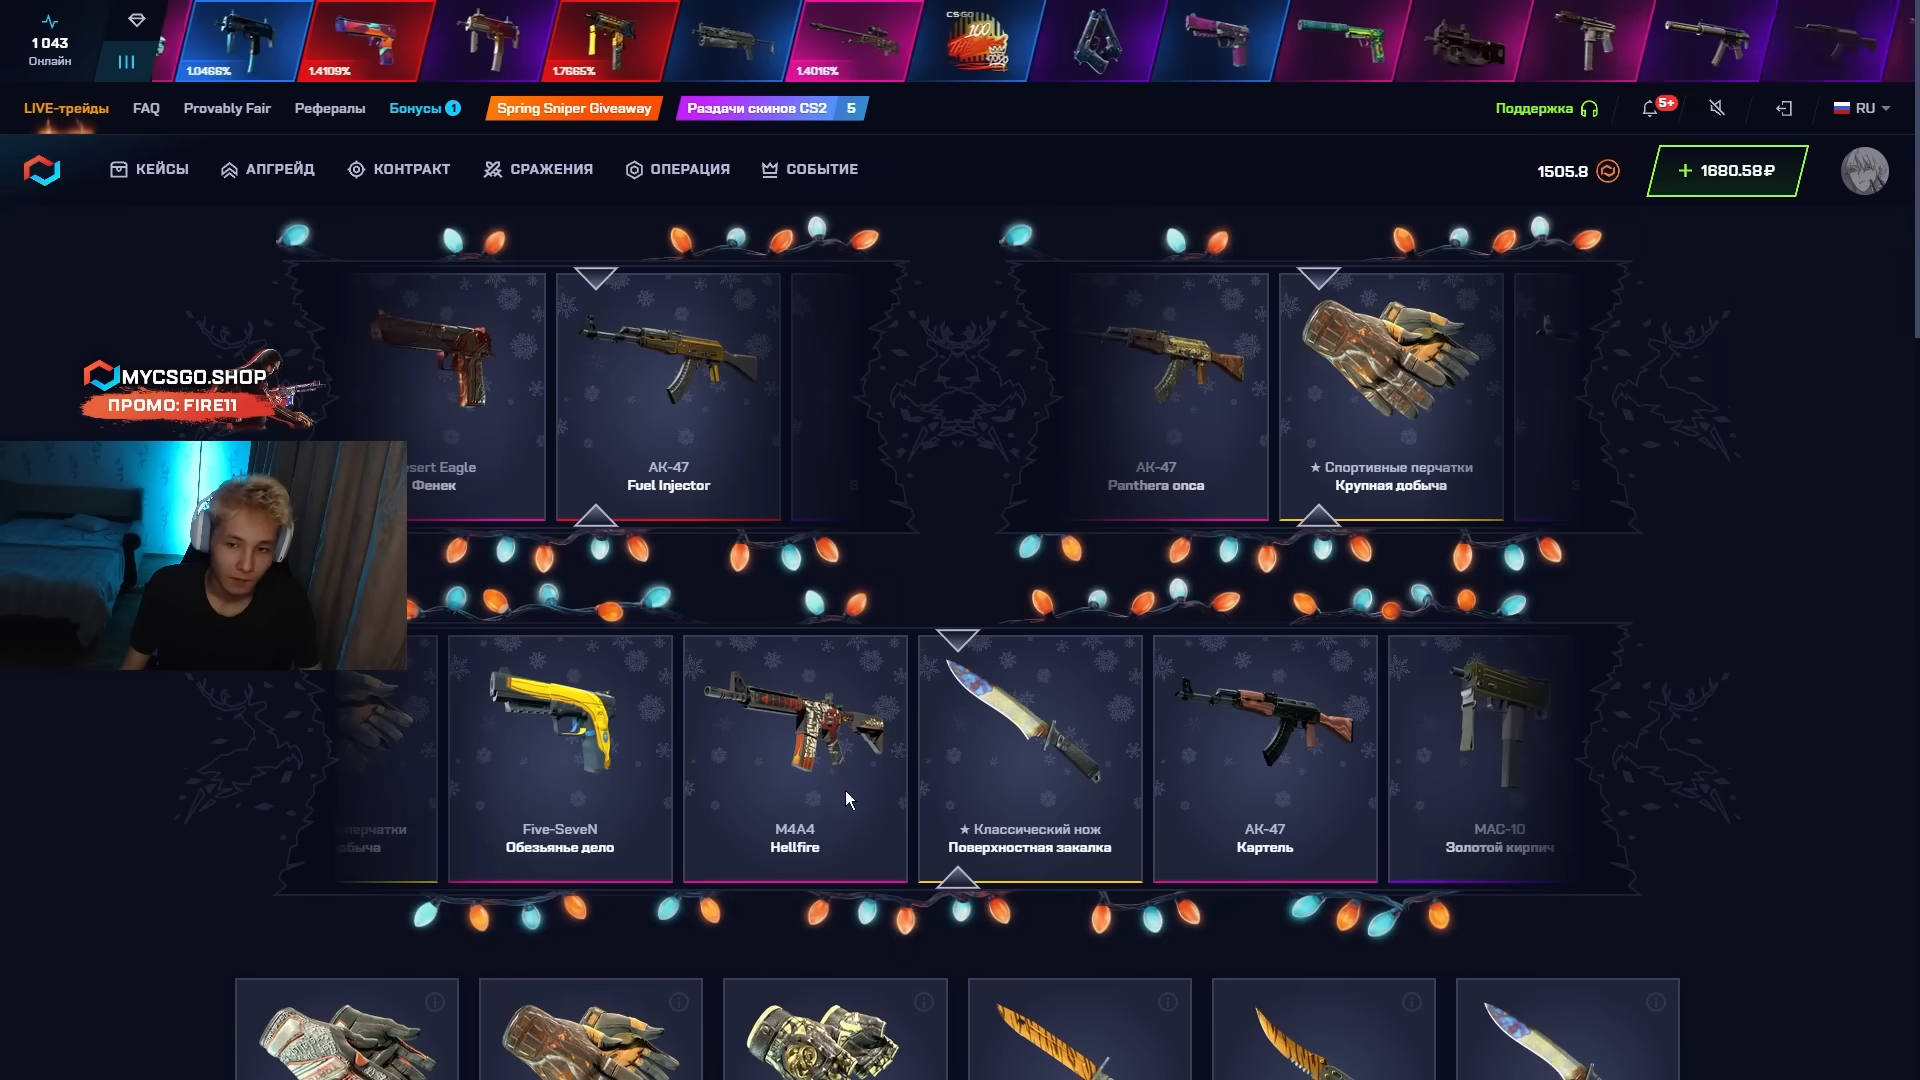 1 043
Онлайн
1.0466%
1.4109%
1.7665%
1.4016%
CS:GO
100
LIVE-трейды
FAQ
Provably Fair
Рефералы
Бонусы 1
Spring Sniper Giveaway
Раздачи скинов CS2 5
Поддержка
5+
RU
КЕЙСЫ
АПГРЕЙД
КОНТРАКТ
СРАЖЕНИЯ
ОПЕРАЦИЯ
СОБЫТИЕ
1505.8
+ 1680.58₽
MYCSGO.SHOP
ПРОМО: FIRE11
esert Eagle
Фенек
AK-47
Fuel Injector
AK-47
Panthera onca
★ Спортивные перчатки
Крупная добыча
перчатки
обыча
Five-SeveN
Обезьянье дело
M4A4
Hellfire
★ Классический нож
Поверхностная закалка
AK-47
Картель
MAC-10
Золотой кирпич